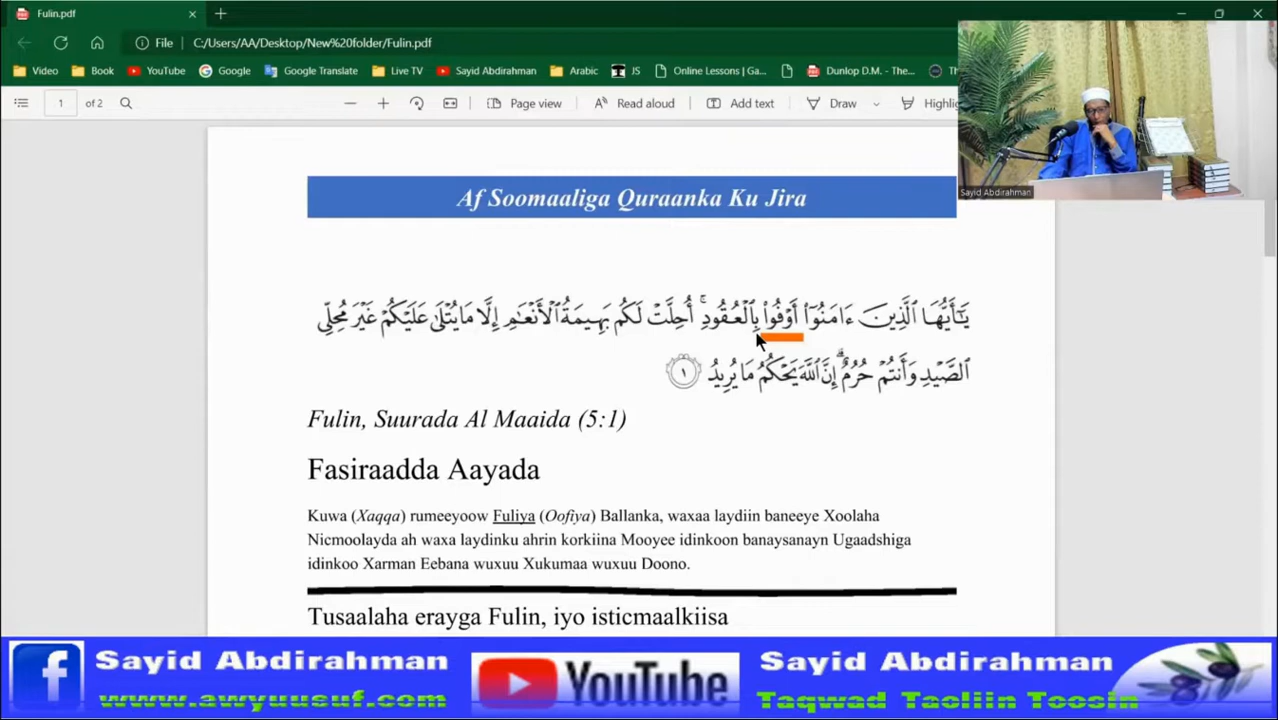 Fulin.pdf
File C:/Users/AA/Desktop/New%20folder/Fulin.pdf
Video Book YouTube Google Google Translate Live TV Sayid Abdirahman Arabic JS Online Lessons | Ga... Dunlop D.M. - The... Th
1 of 2 Page view Read aloud Add text Draw Highlig
Sayid Abdirahman
Af Soomaaliga Quraanka Ku Jira
يَـٰٓأَيُّهَا ٱلَّذِينَ ءَامَنُوٓا۟ أَوْفُوا۟ بِٱلْعُقُودِ ۚ أُحِلَّتْ لَكُم بَهِيمَةُ ٱلْأَنْعَـٰمِ إِلَّا مَا يُتْلَىٰ عَلَيْكُمْ غَيْرَ مُحِلِّى
ٱلصَّيْدِ وَأَنتُمْ حُرُمٌ ۗ إِنَّ ٱللَّهَ يَحْكُمُ مَا يُرِيدُ ١
Fulin, Suurada Al Maaida (5:1)
Fasiraadda Aayada
Kuwa (Xaqqa) rumeeyoow Fuliya (Oofiya) Ballanka, waxaa laydiin baneeye Xoolaha
Nicmoolayda ah waxa laydinku ahrin korkiina Mooyee idinkoon banaysanayn Ugaadshiga
idinkoo Xarman Eebana wuxuu Xukumaa wuxuu Doono.
Tusaalaha erayga Fulin, iyo isticmaalkiisa
Sayid Abdirahman
www.awyuusuf.com
YouTube
Sayid Abdirahman
Taqwad Taoliin Toosin